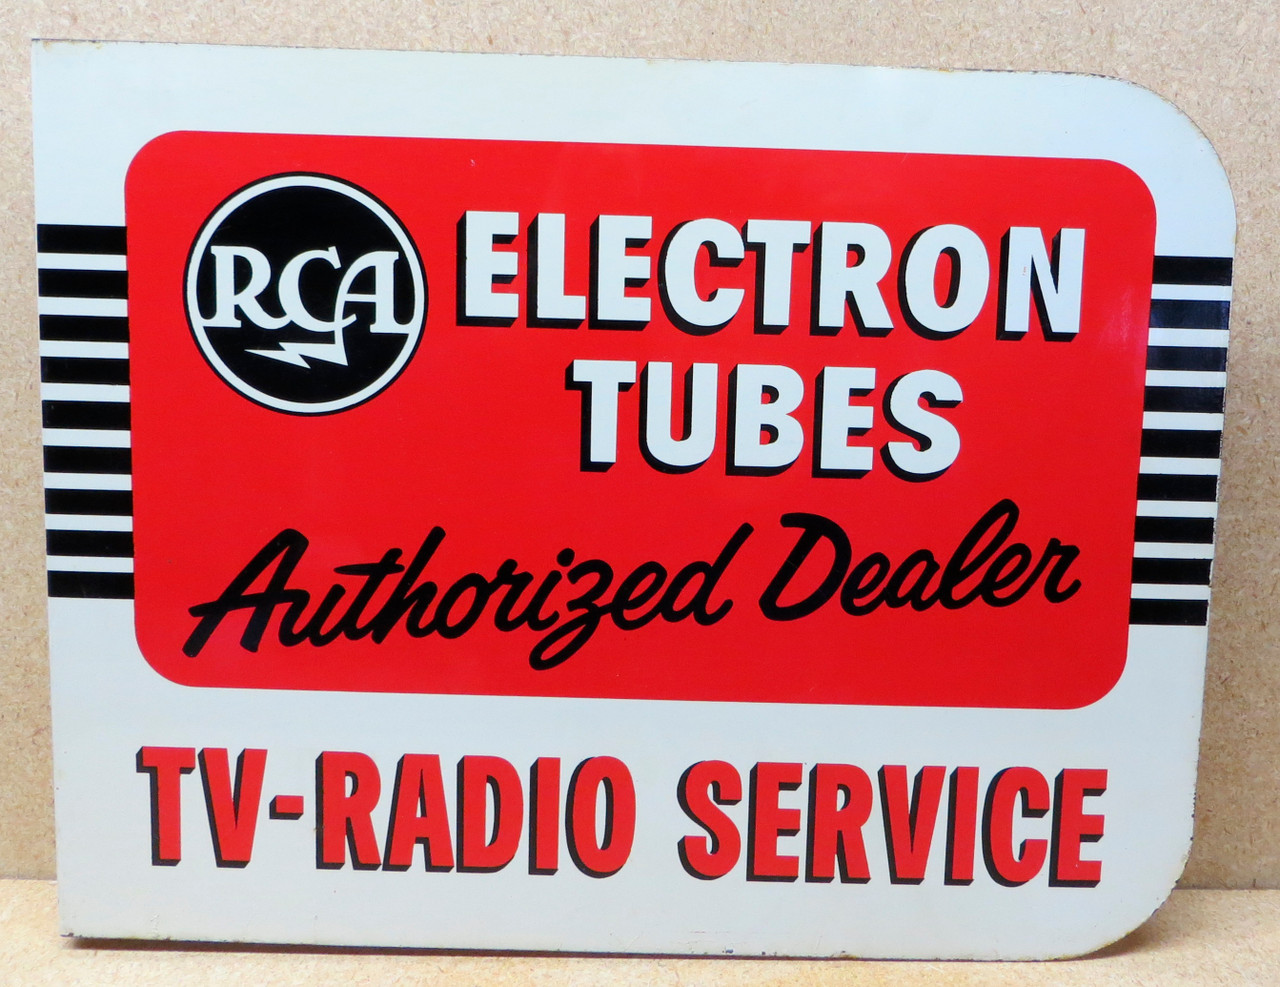 RCA
ELECTRON
TUBES
Authorized Dealer
TV-RADIO SERVICE